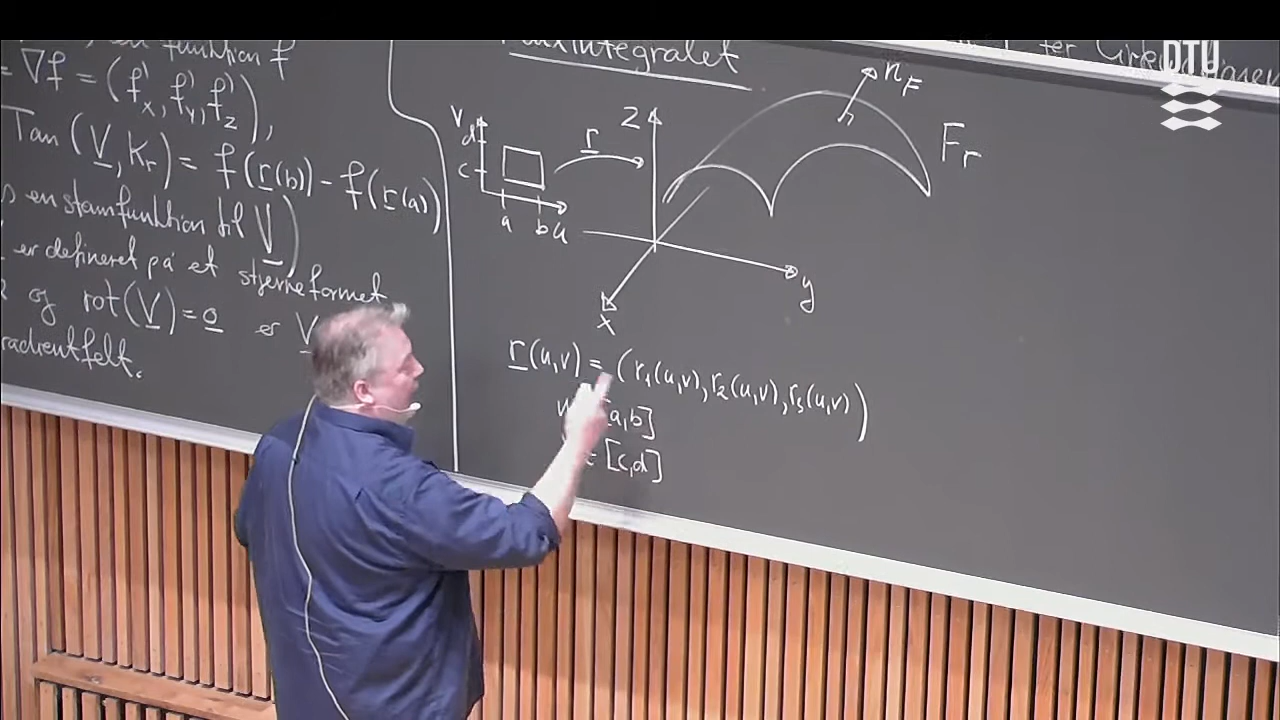 en funktion f
= ∇f = (f'x, f'y, f'z),
Tan (V, Kr) = f(r(b)) - f(r(a))
en stamfunktion til V)
er defineret på et stjerneformet
og rot(V) = 0 er V
radientfelt.
Fluxintegralet
v
d
c
a
b
u
r
z
y
x
nF
Fr
r(u,v) = (r1(u,v), r2(u,v), r3(u,v))
[a,b]
∈ [c,d]
DTU